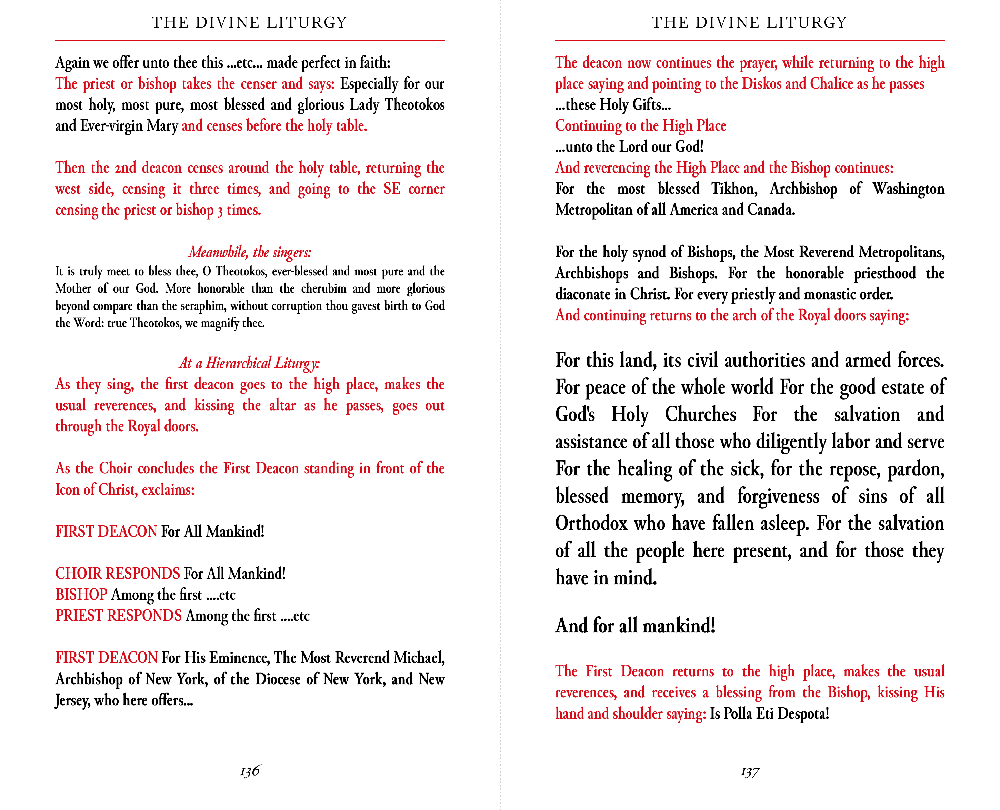 THE DIVINE LITURGY
Again we offer unto thee this ...etc... made perfect in faith:
The priest or bishop takes the censer and says: Especially for our
most holy, most pure, most blessed and glorious Lady Theotokos
and Ever-virgin Mary and censes before the holy table.
Then the 2nd deacon censes around the holy table, returning the
west side, censing it three times, and going to the SE corner
censing the priest or bishop 3 times.
Meanwhile, the singers:
It is truly meet to bless thee, O Theotokos, ever-blessed and most pure and the
Mother of our God. More honorable than the cherubim and more glorious
beyond compare than the seraphim, without corruption thou gavest birth to God
the Word: true Theotokos, we magnify thee.
At a Hierarchical Liturgy:
As they sing, the first deacon goes to the high place, makes the
usual reverences, and kissing the altar as he passes, goes out
through the Royal doors.
As the Choir concludes the First Deacon standing in front of the
Icon of Christ, exclaims:
FIRST DEACON For All Mankind!
CHOIR RESPONDS For All Mankind!
BISHOP Among the first ....etc
PRIEST RESPONDS Among the first ....etc
FIRST DEACON For His Eminence, The Most Reverend Michael,
Archbishop of New York, of the Diocese of New York, and New
Jersey, who here offers...
136
THE DIVINE LITURGY
The deacon now continues the prayer, while returning to the high
place saying and pointing to the Diskos and Chalice as he passes
...these Holy Gifts...
Continuing to the High Place
...unto the Lord our God!
And reverencing the High Place and the Bishop continues:
For the most blessed Tikhon, Archbishop of Washington
Metropolitan of all America and Canada.
For the holy synod of Bishops, the Most Reverend Metropolitans,
Archbishops and Bishops. For the honorable priesthood the
diaconate in Christ. For every priestly and monastic order.
And continuing returns to the arch of the Royal doors saying:
For this land, its civil authorities and armed forces.
For peace of the whole world For the good estate of
God's Holy Churches For the salvation and
assistance of all those who diligently labor and serve
For the healing of the sick, for the repose, pardon,
blessed memory, and forgiveness of sins of all
Orthodox who have fallen asleep. For the salvation
of all the people here present, and for those they
have in mind.
And for all mankind!
The First Deacon returns to the high place, makes the usual
reverences, and receives a blessing from the Bishop, kissing His
hand and shoulder saying: Is Polla Eti Despota!
137